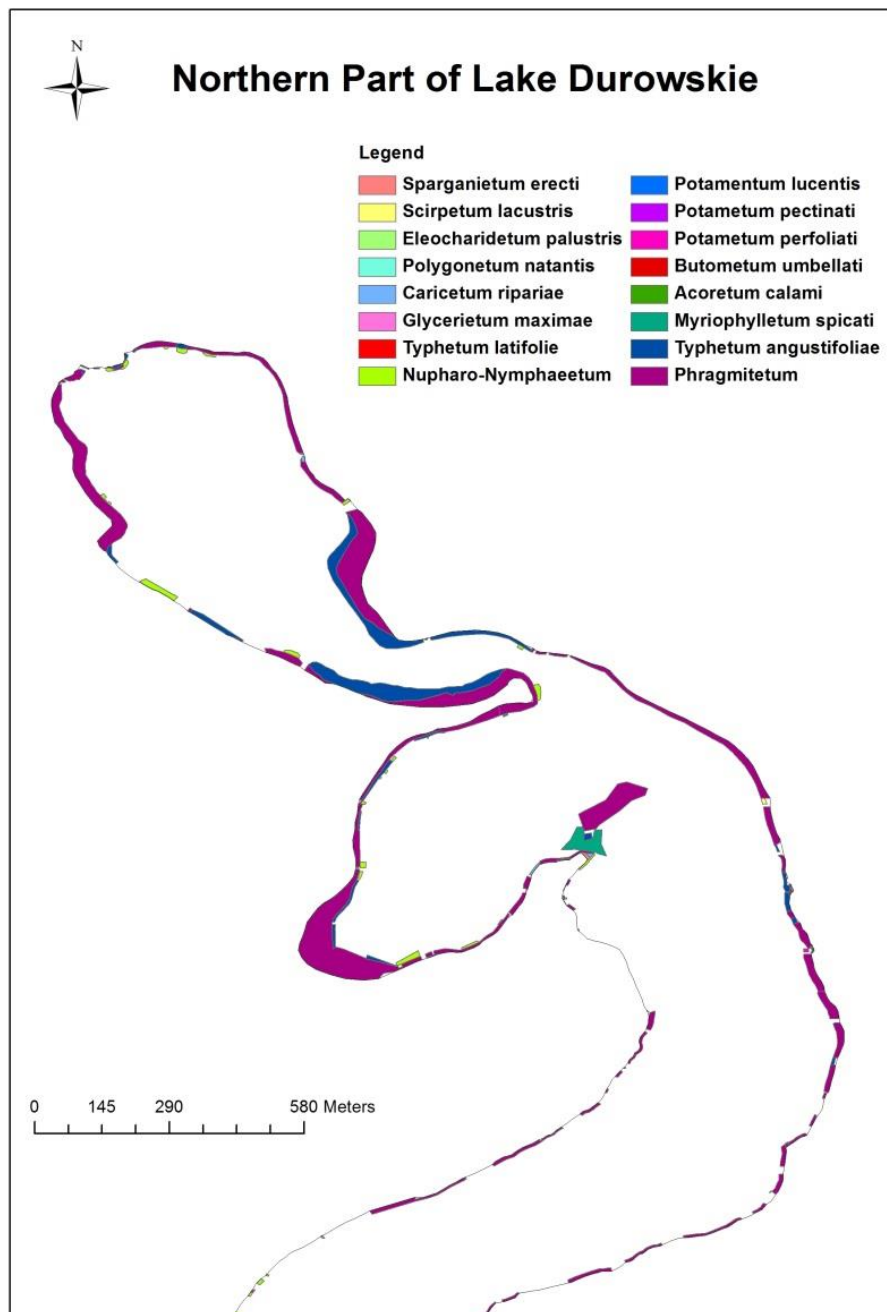 N
Northern Part of Lake Durowskie
Legend
Sparganietum erecti
Scirpetum lacustris
Eleocharidetum palustris
Polygonetum natantis
Caricetum ripariae
Glycerietum maximae
Typhetum latifolie
Nupharo-Nymphaeetum
Potamentum lucentis
Potametum pectinati
Potametum perfoliati
Butometum umbellati
Acoretum calami
Myriophylletum spicati
Typhetum angustifoliae
Phragmitetum
0 145 290 580 Meters